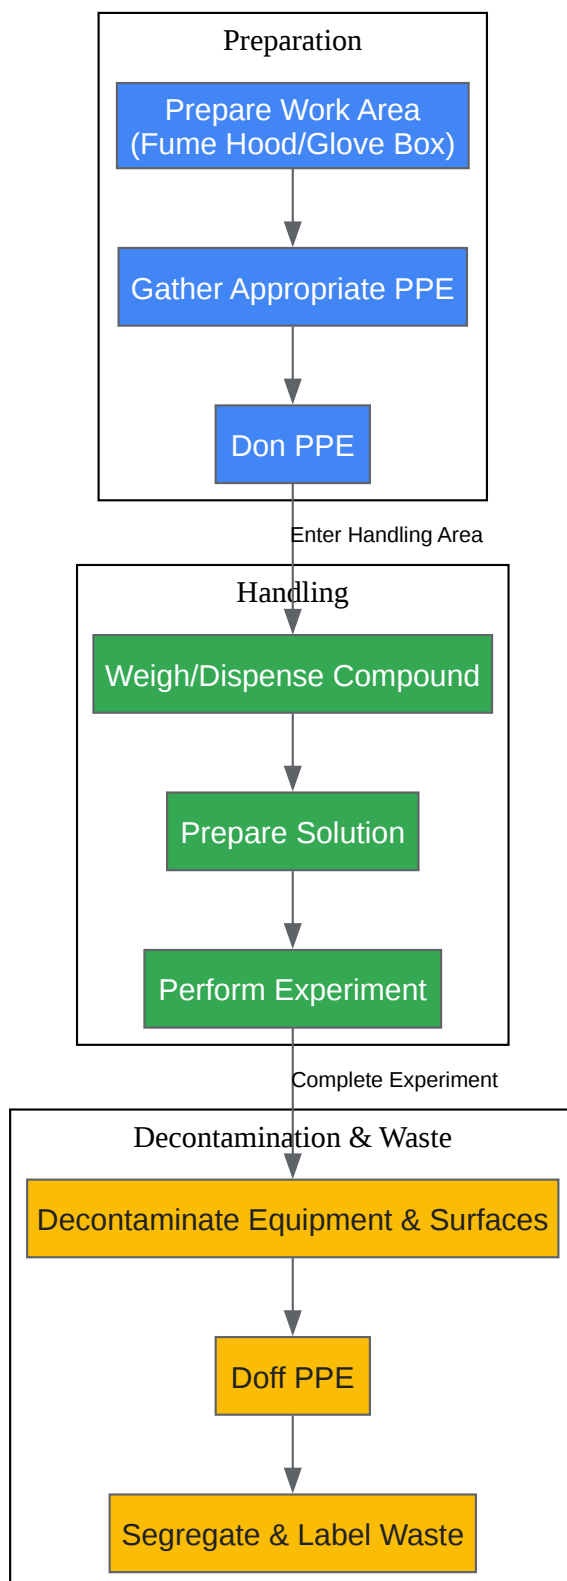 Preparation
Prepare Work Area
(Fume Hood/Glove Box)
Gather Appropriate PPE
Don PPE
Enter Handling Area
Handling
Weigh/Dispense Compound
Prepare Solution
Perform Experiment
Complete Experiment
Decontamination & Waste
Decontaminate Equipment & Surfaces
Doff PPE
Segregate & Label Waste